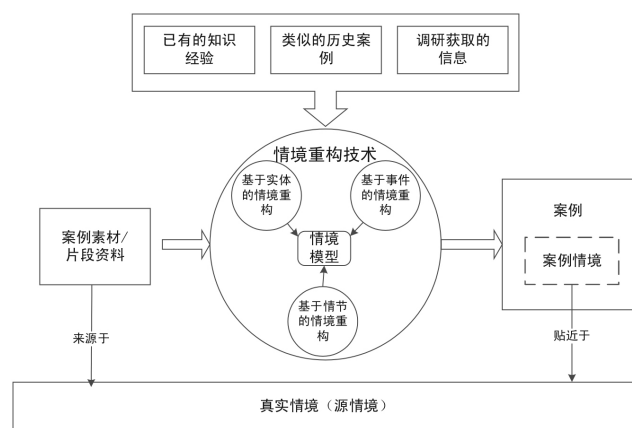 已有的知识
经验
类似的历史案
例
调研获取的
信息
情境重构技术
基于实体
的情境重
构
基于事件
的情境重
构
情境
模型
基于情节
的情境重
构
案例素材/
片段资料
案例
案例情境
来源于
贴近于
真实情境（源情境）